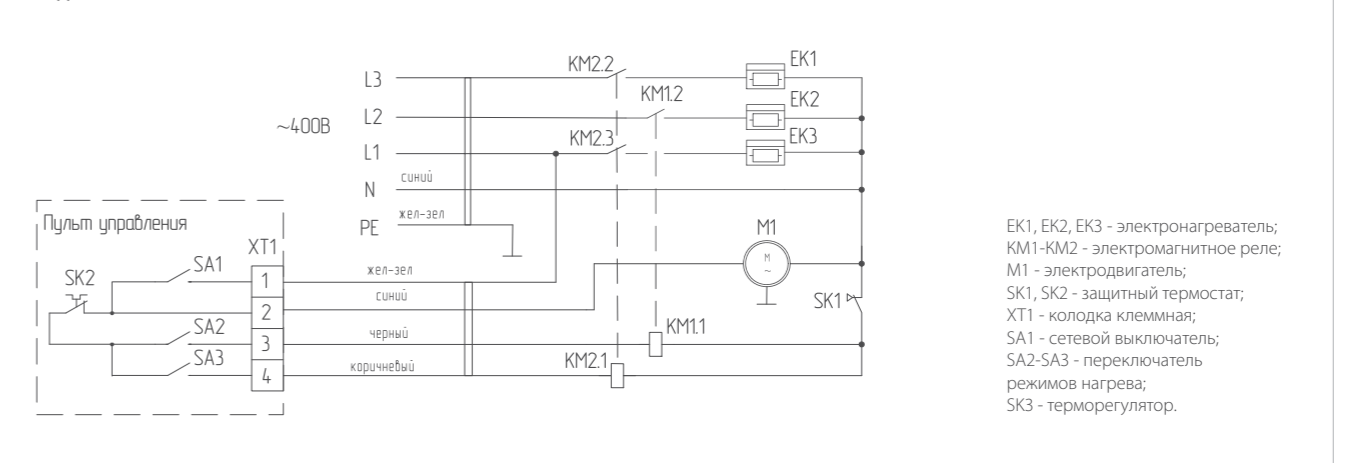 KM2.2
EK1
L3
KM1.2
EK2
L2
~400В
KM2.3
EK3
L1
синий
N
Пульт управления
жел-зел
PE
M1
XT1
SA1
1
жел-зел
M
~
SK2
2
синий
SK1
SA2
3
черный
KM1.1
SA3
4
коричневый
KM2.1
EK1, EK2, EK3 - электронагреватель;
KM1-KM2 - электромагнитное реле;
M1 - электродвигатель;
SK1, SK2 - защитный термостат;
XT1 - колодка клеммная;
SA1 - сетевой выключатель;
SA2-SA3 - переключатель
режимов нагрева;
SK3 - терморегулятор.